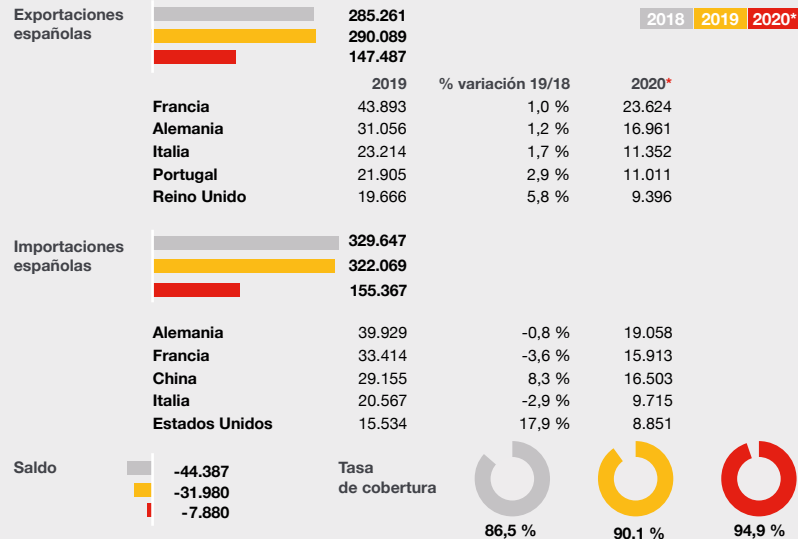 Exportaciones
españolas
285.261
290.089
147.487
2018 2019 2020*
2019 % variación 19/18 2020*
Francia 43.893 1,0 % 23.624
Alemania 31.056 1,2 % 16.961
Italia 23.214 1,7 % 11.352
Portugal 21.905 2,9 % 11.011
Reino Unido 19.666 5,8 % 9.396
Importaciones
españolas
329.647
322.069
155.367
Alemania 39.929 -0,8 % 19.058
Francia 33.414 -3,6 % 15.913
China 29.155 8,3 % 16.503
Italia 20.567 -2,9 % 9.715
Estados Unidos 15.534 17,9 % 8.851
Saldo
-44.387
-31.980
-7.880
Tasa
de cobertura
86,5 % 90,1 % 94,9 %